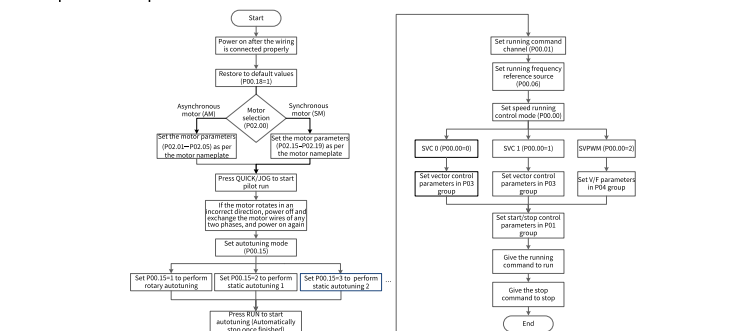 Start
Power on after the wiring
is connected properly
Restore to default values
(P00.18=1)
Asynchronous
motor (AM)
Motor
selection
(P02.00)
Synchronous
motor (SM)
Set the motor parameters
(P02.01—P02.05) as per
the motor nameplate
Set the motor parameters
(P02.15—P02.19) as per
the motor nameplate
Press QUICK/JOG to start
pilot run
If the motor rotates in an
incorrect direction, power off and
exchange the motor wires of any
two phases, and power on again
Set autotuning mode
(P00.15)
Set P00.15=1 to perform
rotary autotuning
Set P00.15=2 to perform
static autotuning 1
Set P00.15=3 to perform
static autotuning 2
...
Press RUN to start
autotuning (Automatically
stop once finished)
Set running command
channel (P00.01)
Set running frequency
reference source
(P00.06)
Set speed running
control mode (P00.00)
SVC 0 (P00.00=0)
SVC 1 (P00.00=1)
SVPWM (P00.00=2)
Set vector control
parameters in P03
group
Set vector control
parameters in P03
group
Set V/F parameters
in P04 group
Set start/stop control
parameters in P01
group
Give the running
command to run
Give the stop
command to stop
End